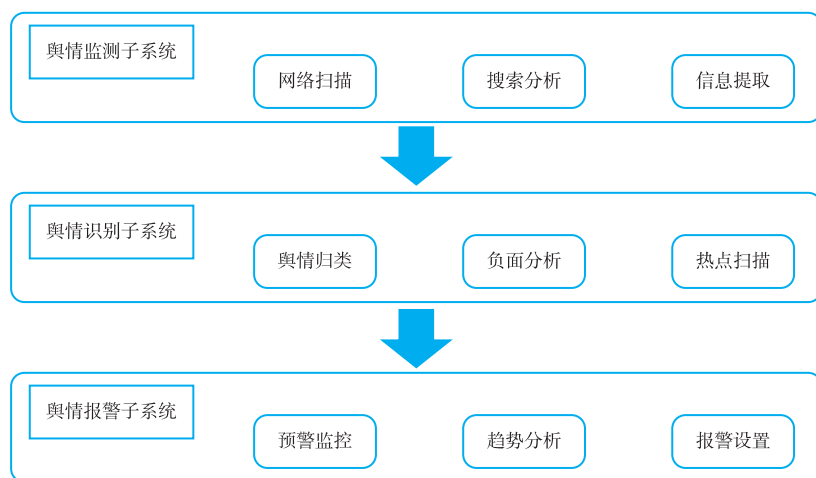 舆情监测子系统
网络扫描
搜索分析
信息提取
舆情识别子系统
舆情归类
负面分析
热点扫描
舆情报警子系统
预警监控
趋势分析
报警设置